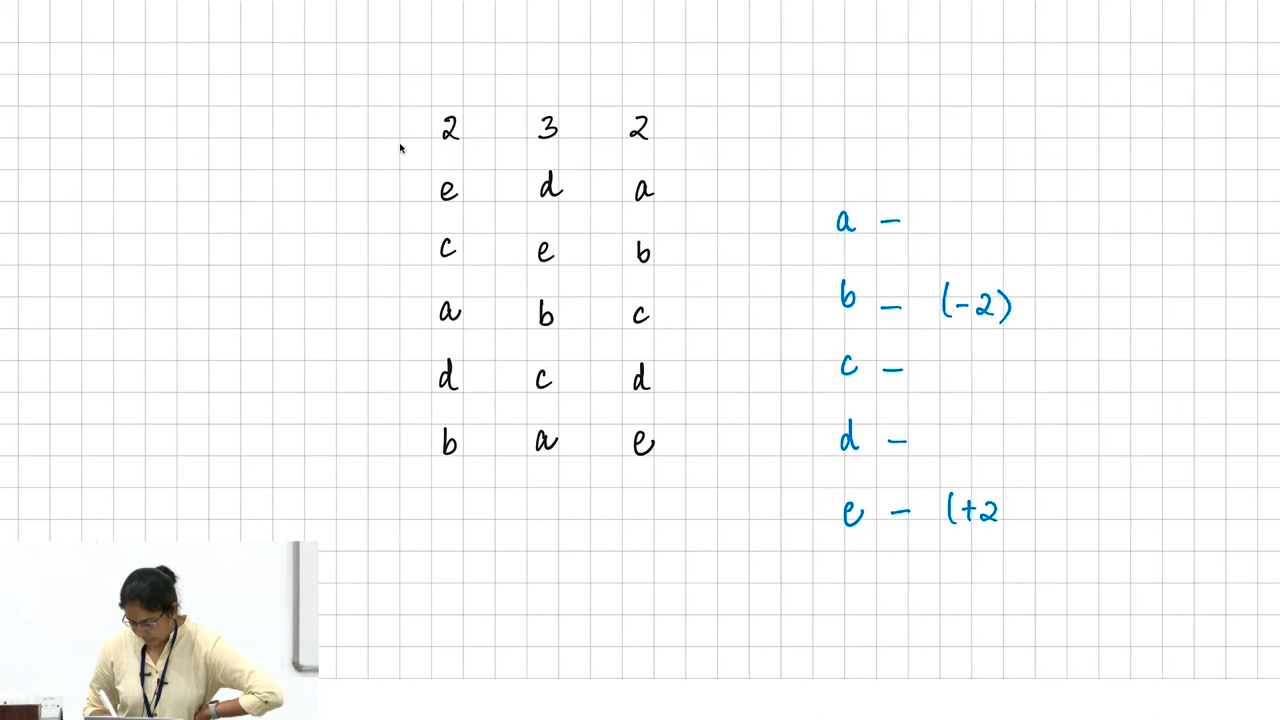 2 3 2
e d a
c e b
a b c
d c d
b a e
a -
b - (-2)
c -
d -
e - (+2